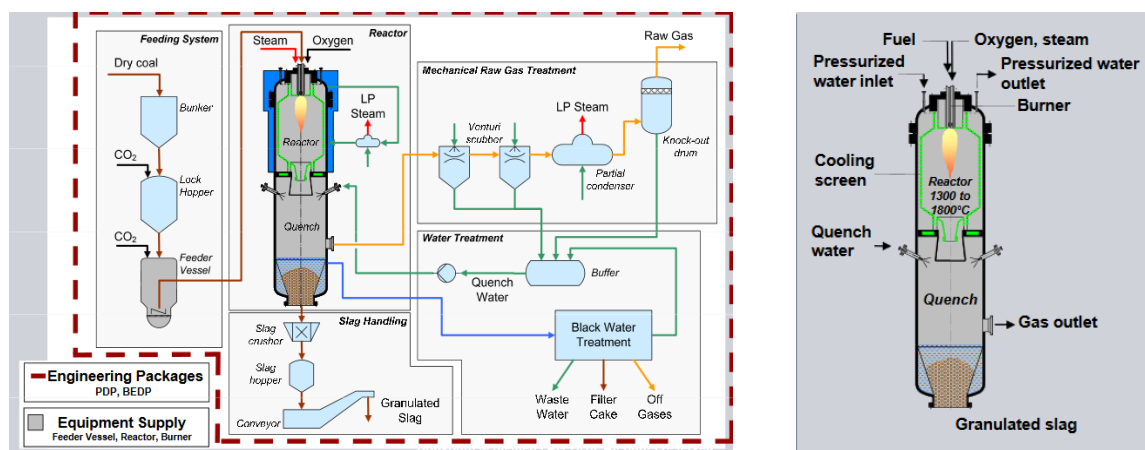 Feeding System
Dry coal
Bunker
CO2
Lock
Hopper
CO2
Feeder
Vessel
Reactor
Steam
Oxygen
LP
Steam
Reactor
Quench
Slag Handling
Slag
crusher
Slag
hopper
Conveyor
Granulated
Slag
Mechanical Raw Gas Treatment
Raw Gas
Venturi
scubber
LP Steam
Partial
condenser
Knock-out
drum
Water Treatment
Quench
Water
Buffer
Black Water
Treatment
Waste
Water
Filter
Cake
Off
Gases
Engineering Packages
PDP, BEDP
Equipment Supply
Feeder Vessel, Reactor, Burner
Fuel
Oxygen, steam
Pressurized
water inlet
Pressurized water
outlet
Burner
Cooling
screen
Reactor
1300 to
1800°C
Quench
water
Quench
Gas outlet
Granulated slag